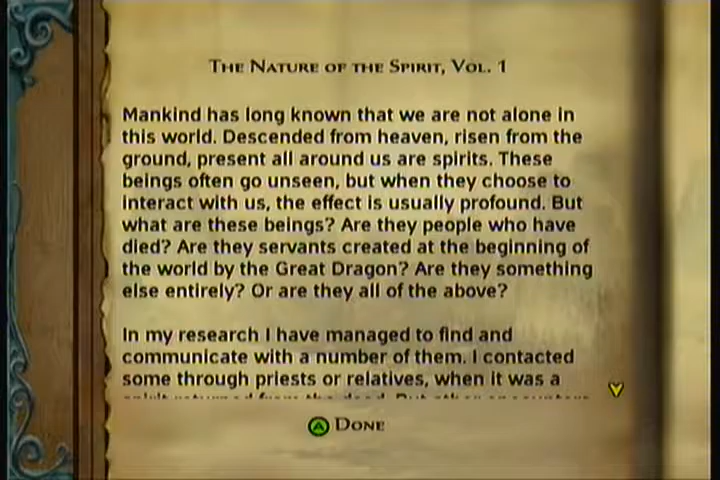 The Nature of the Spirit, Vol. 1
Mankind has long known that we are not alone in
this world. Descended from heaven, risen from the
ground, present all around us are spirits. These
beings often go unseen, but when they choose to
interact with us, the effect is usually profound. But
what are these beings? Are they people who have
died? Are they servants created at the beginning of
the world by the Great Dragon? Are they something
else entirely? Or are they all of the above?
In my research I have managed to find and
communicate with a number of them. I contacted
some through priests or relatives, when it was a
A Done